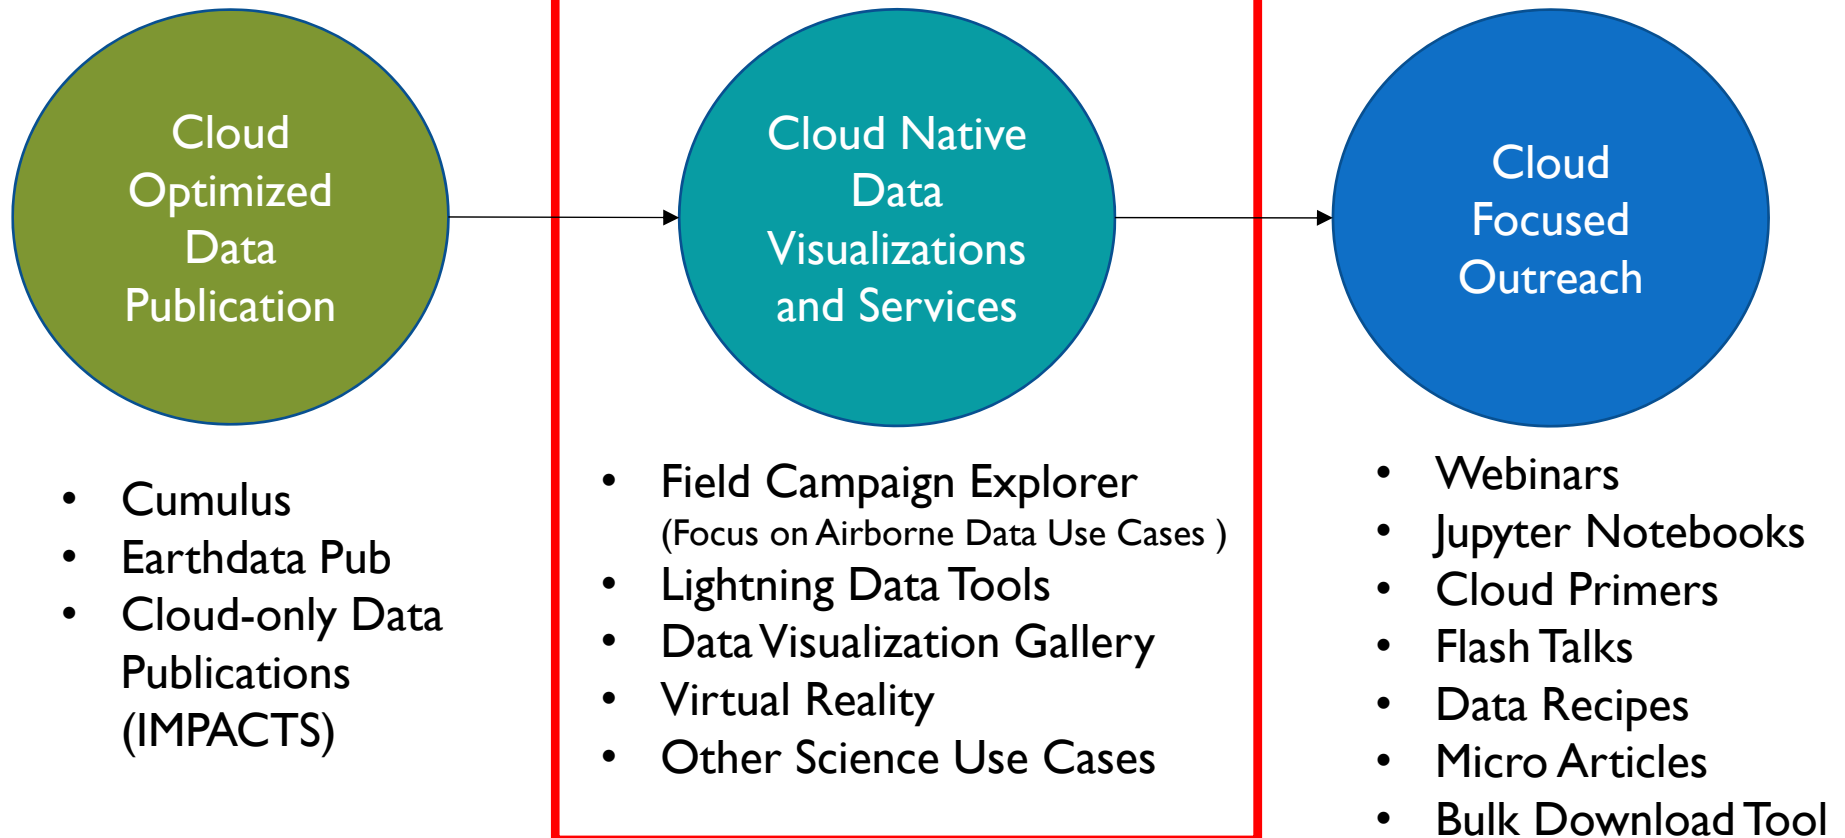 Cloud
Optimized
Data
Publication
• Cumulus
• Earthdata Pub
• Cloud-only Data
Publications
(IMPACTS)
Cloud Native
Data
Visualizations
and Services
• Field Campaign Explorer
(Focus on Airborne Data Use Cases )
• Lightning Data Tools
• Data Visualization Gallery
• Virtual Reality
• Other Science Use Cases
Cloud
Focused
Outreach
• Webinars
• Jupyter Notebooks
• Cloud Primers
• Flash Talks
• Data Recipes
• Micro Articles
• Bulk Download Tool